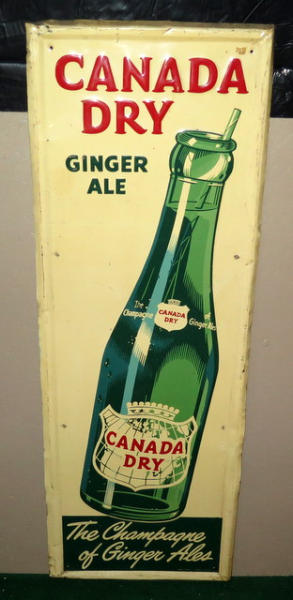 CANADA
DRY
GINGER
ALE
The Champagne
CANADA
DRY
of Ginger Ales
CANADA
DRY
The Champagne
of Ginger Ales